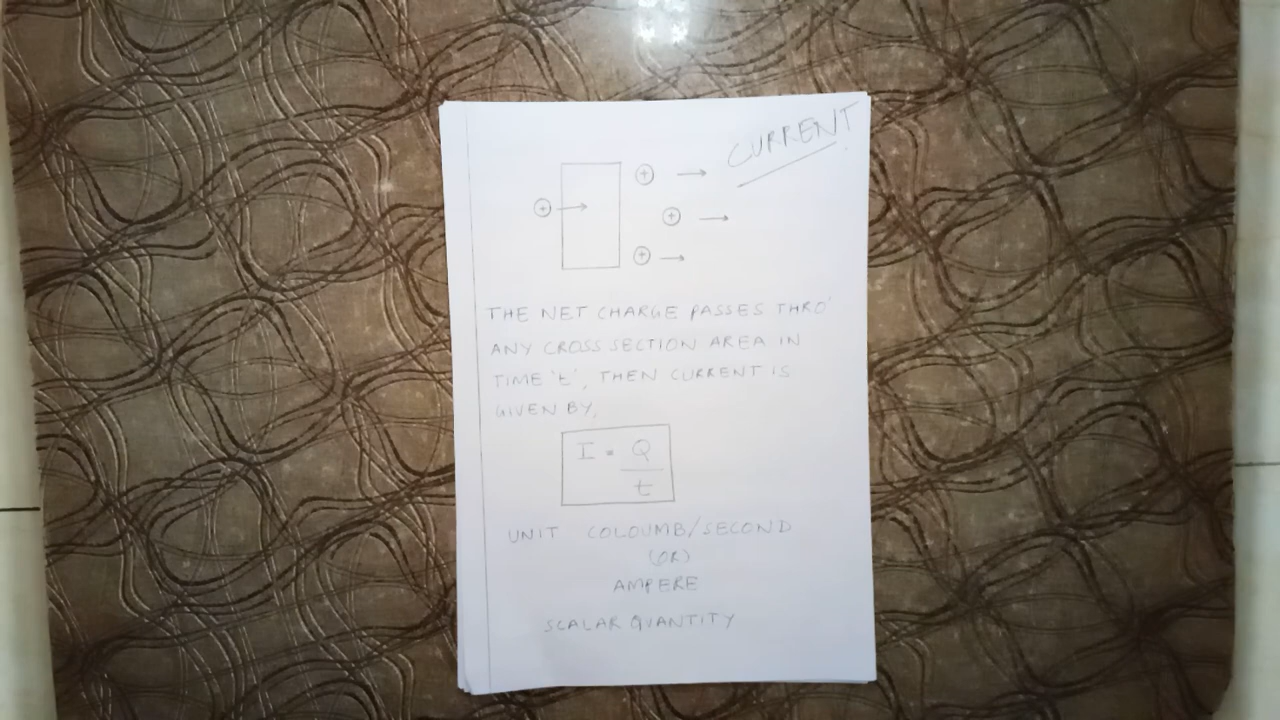 CURRENT
THE NET CHARGE PASSES THRO'
ANY CROSS SECTION AREA IN
TIME 't', THEN CURRENT IS
GIVEN BY,
I = Q
t
UNIT COLOUMB/SECOND
(OR)
AMPERE
SCALAR QUANTITY